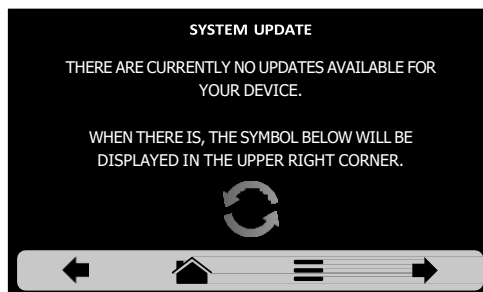 SYSTEM UPDATE
THERE ARE CURRENTLY NO UPDATES AVAILABLE FOR
YOUR DEVICE.
WHEN THERE IS, THE SYMBOL BELOW WILL BE
DISPLAYED IN THE UPPER RIGHT CORNER.